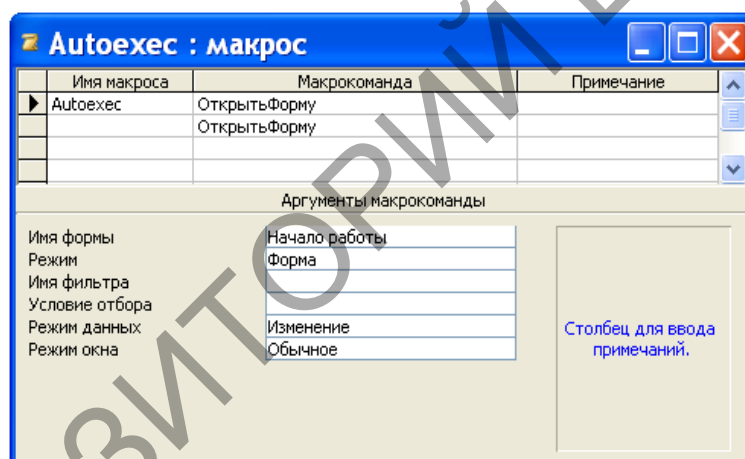 Autoexec : макрос
Имя макроса Макрокоманда Примечание
Autoexec ОткрытьФорму
ОткрытьФорму
Аргументы макрокоманды
Имя формы Начало работы
Режим Форма
Имя фильтра
Условие отбора
Режим данных Изменение
Режим окна Обычное
Столбец для ввода
примечаний.